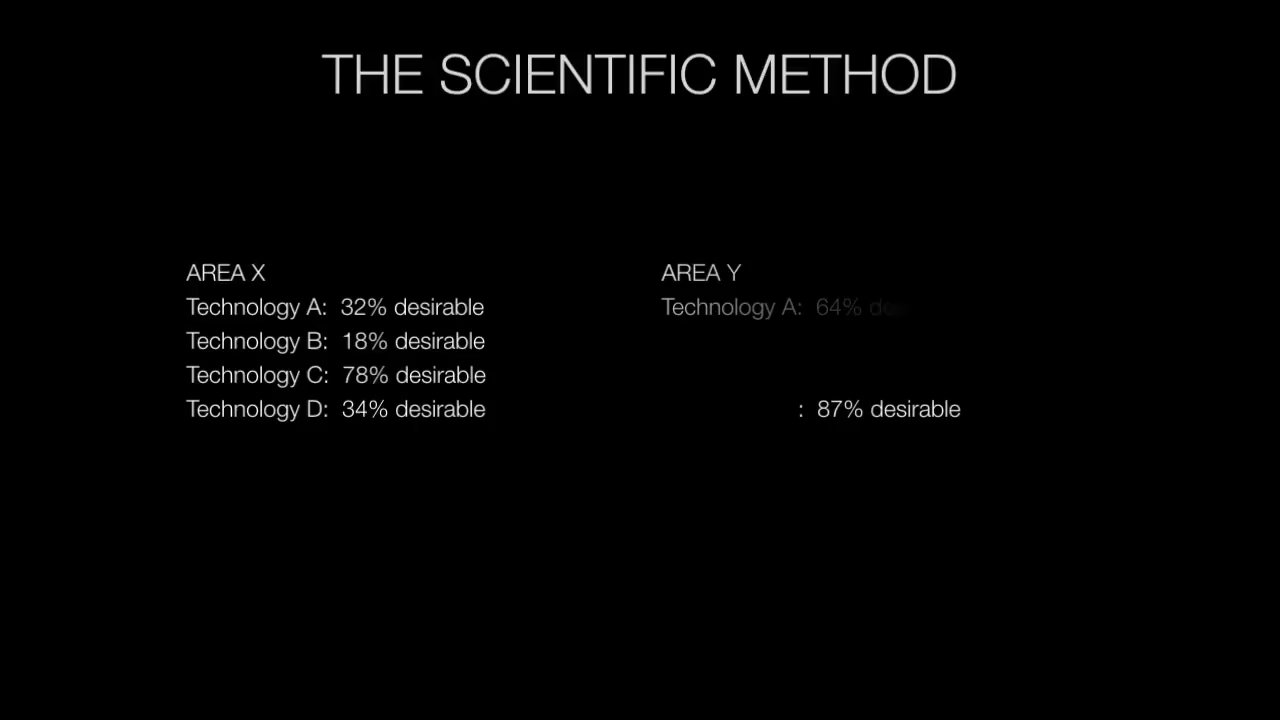 THE SCIENTIFIC METHOD
AREA X
Technology A: 32% desirable
Technology B: 18% desirable
Technology C: 78% desirable
Technology D: 34% desirable
AREA Y
Technology A: 64%
: 87% desirable